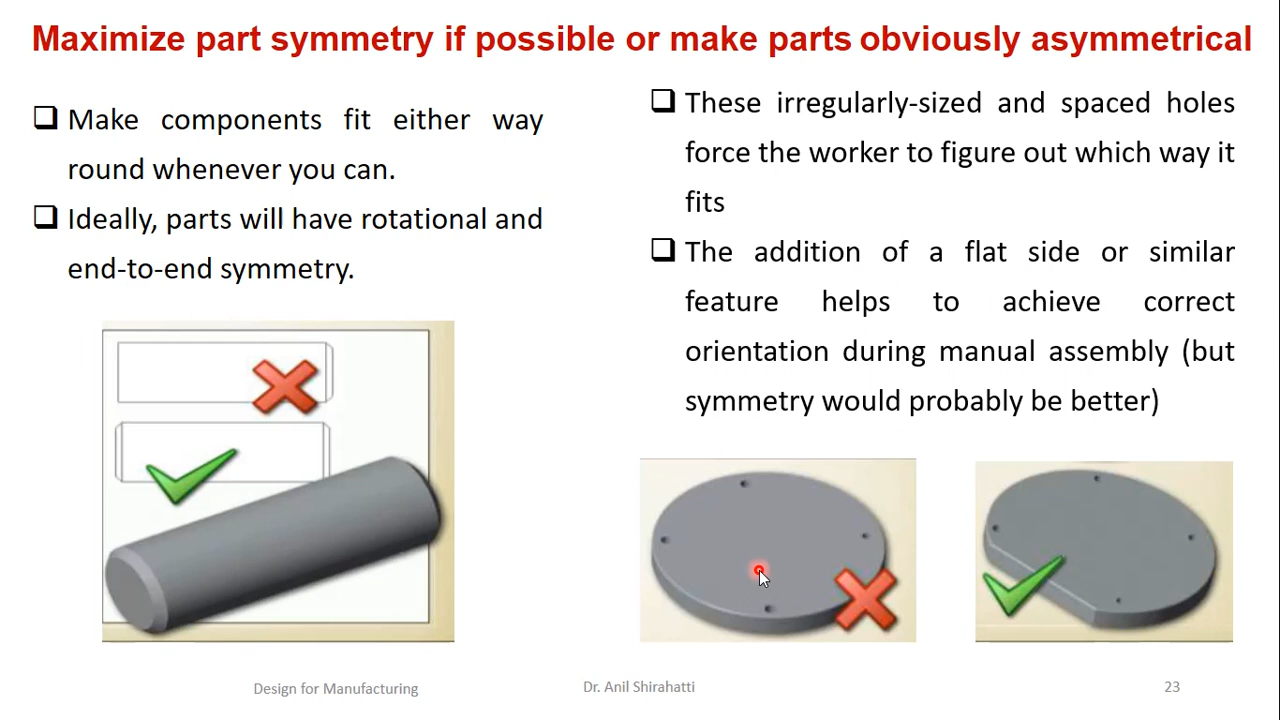 Maximize part symmetry if possible or make parts obviously asymmetrical
Make components fit either way
round whenever you can.
Ideally, parts will have rotational and
end-to-end symmetry.
These irregularly-sized and spaced holes
force the worker to figure out which way it
fits
The addition of a flat side or similar
feature helps to achieve correct
orientation during manual assembly (but
symmetry would probably be better)
Design for Manufacturing
Dr. Anil Shirahatti
23